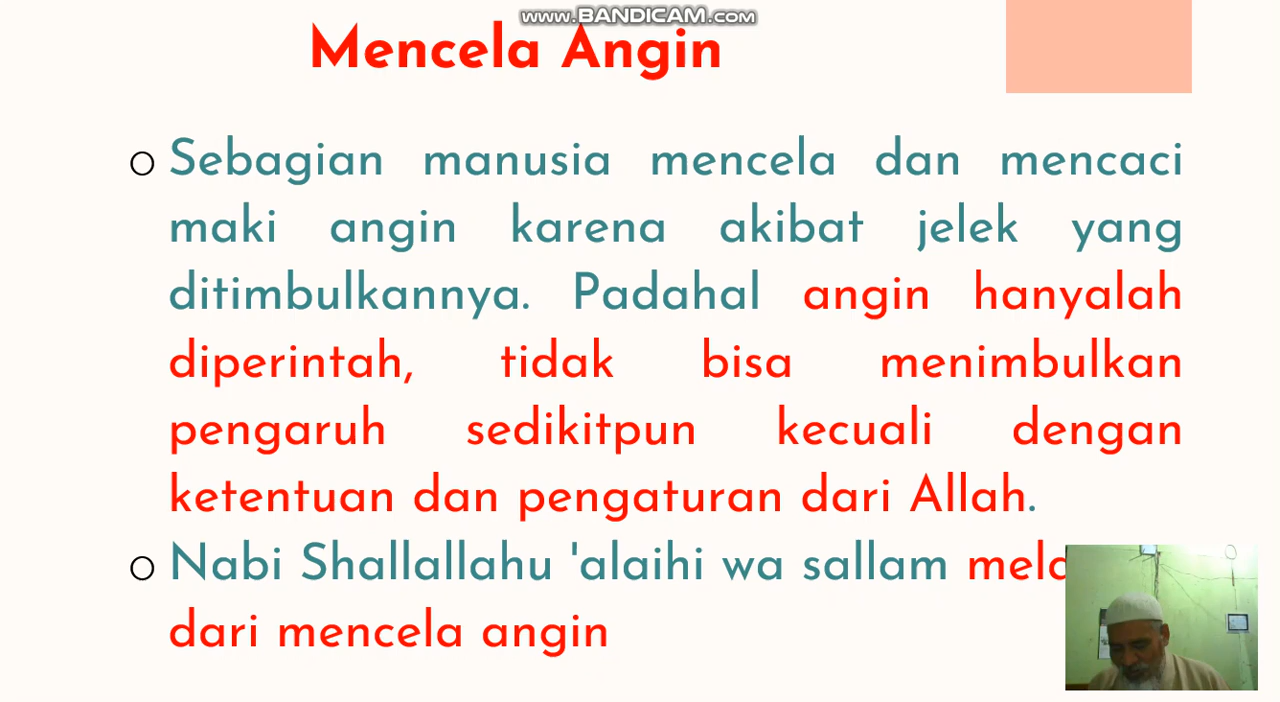 www.BANDICAM.com
Mencela Angin
Sebagian manusia mencela dan mencaci
maki angin karena akibat jelek yang
ditimbulkannya. Padahal angin hanyalah
diperintah, tidak bisa menimbulkan
pengaruh sedikitpun kecuali dengan
ketentuan dan pengaturan dari Allah.
Nabi Shallallahu 'alaihi wa sallam
dari mencela angin